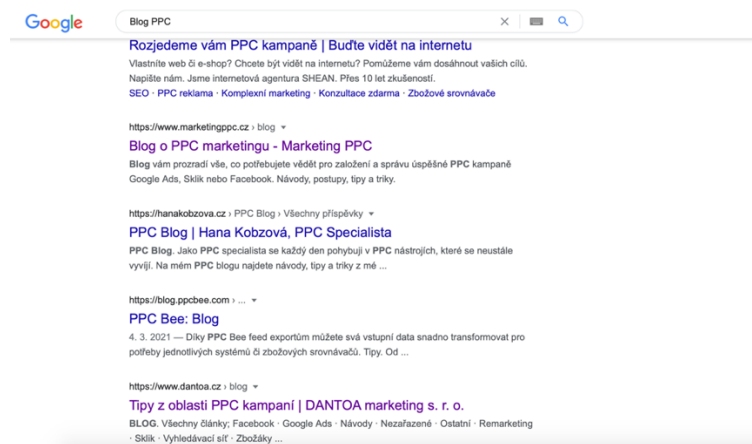 Google
Blog PPC
Rozjedeme vám PPC kampaně | Buďte vidět na internetu
Vlastníte web či e-shop? Chcete být vidět na internetu? Pomůžeme vám dosáhnout vašich cílů.
Napište nám. Jsme internetová agentura SHEAN. Přes 10 let zkušeností.
SEO · PPC reklama · Komplexní marketing · Konzultace zdarma · Zbožové srovnávače
https://www.marketingppc.cz › blog
Blog o PPC marketingu - Marketing PPC
Blog vám prozradí vše, co potřebujete vědět pro založení a správu úspěšné PPC kampaně
Google Ads, Sklik nebo Facebook. Návody, postupy, tipy a triky.
https://hanakobzova.cz › PPC Blog › Všechny příspěvky
PPC Blog | Hana Kobzová, PPC Specialista
PPC Blog. Jako PPC specialista se každý den pohybuji v PPC nástrojích, které se neustále
vyvíjí. Na mém PPC blogu najdete návody, tipy a triky z mé ...
https://blog.ppcbee.com › ...
PPC Bee: Blog
4. 3. 2021 — Díky PPC Bee feed exportům můžete svá vstupní data snadno transformovat pro
potřeby jednotlivých systémů či zbožových srovnávačů. Tipy. Od ...
https://www.dantoa.cz › blog
Tipy z oblasti PPC kampaní | DANTOA marketing s. r. o.
BLOG. Všechny články; Facebook · Google Ads · Návody · Nezařazené · Ostatní · Remarketing
· Sklik · Vyhledávací síť · Zbožáky ...